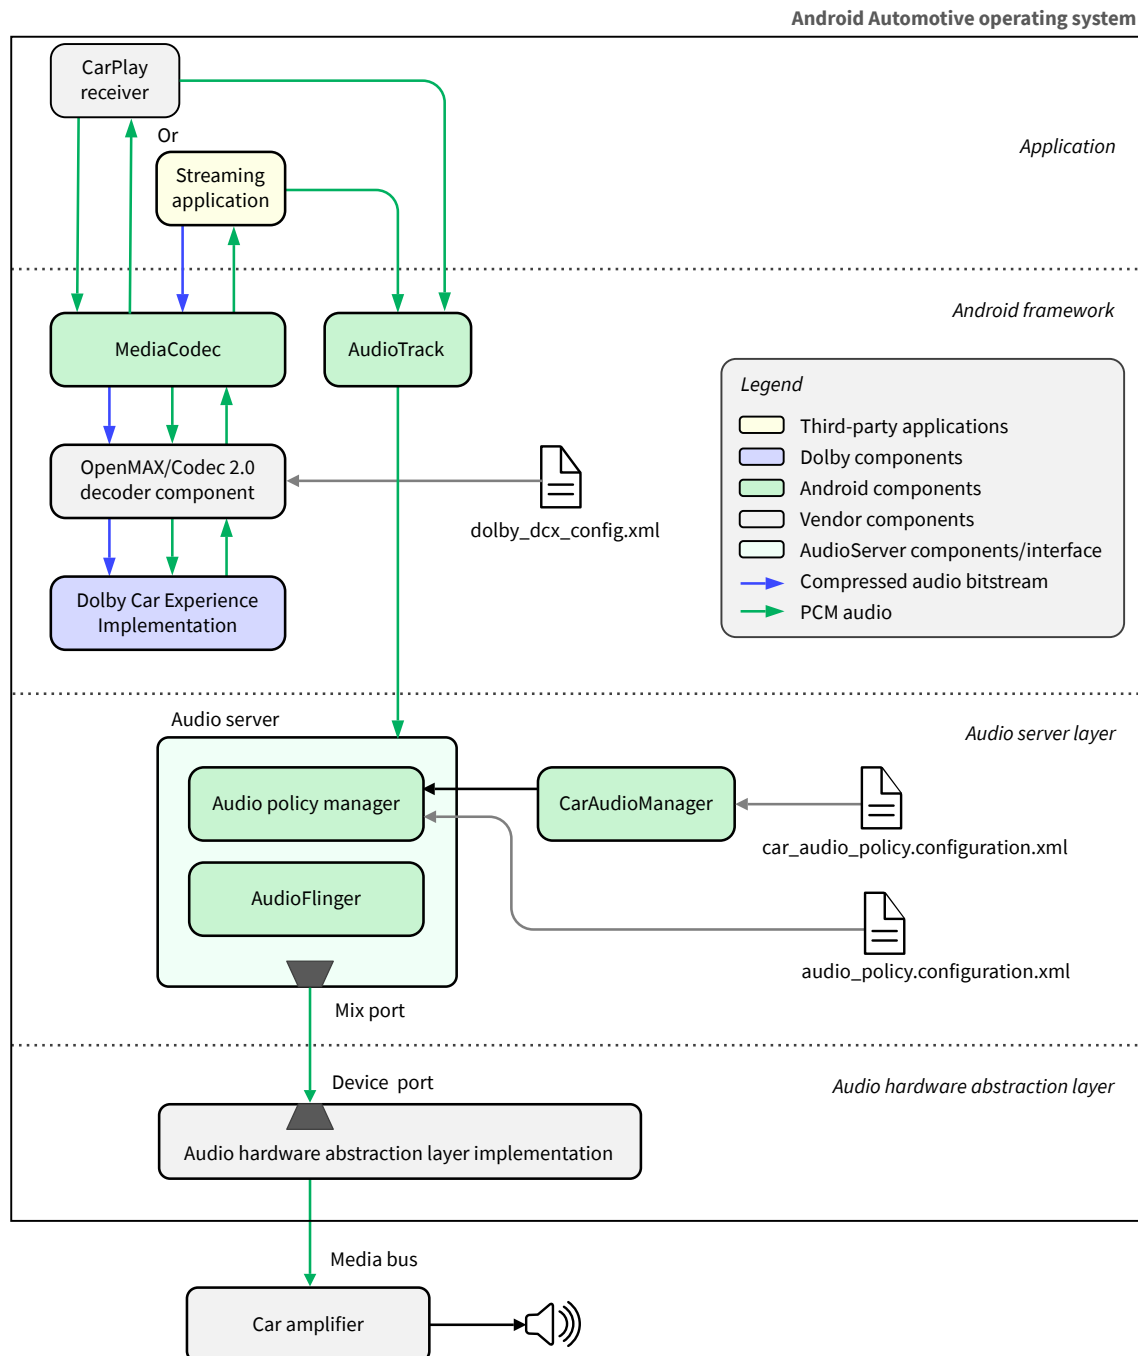 Android Automotive operating system
CarPlay
receiver
Or
Streaming
application
Application
Android framework
MediaCodec
AudioTrack
Legend
Third-party applications
Dolby components
Android components
Vendor components
AudioServer components/interface
Compressed audio bitstream
PCM audio
OpenMAX/Codec 2.0
decoder component
dolby_dcx_config.xml
Dolby Car Experience
Implementation
Audio server
Audio server layer
Audio policy manager
CarAudioManager
car_audio_policy.configuration.xml
AudioFlinger
audio_policy.configuration.xml
Mix port
Device port
Audio hardware abstraction layer
Audio hardware abstraction layer implementation
Media bus
Car amplifier